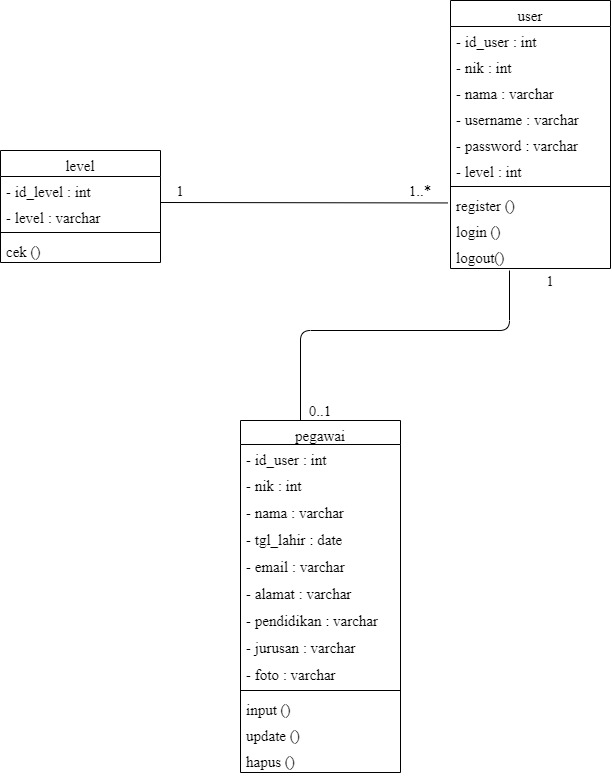 user
- id_user : int
- nik : int
- nama : varchar
- username : varchar
- password : varchar
- level : int
register ()
login ()
logout()
level
- id_level : int
- level : varchar
cek ()
1
1..*
1
0..1
pegawai
- id_user : int
- nik : int
- nama : varchar
- tgl_lahir : date
- email : varchar
- alamat : varchar
- pendidikan : varchar
- jurusan : varchar
- foto : varchar
input ()
update ()
hapus ()